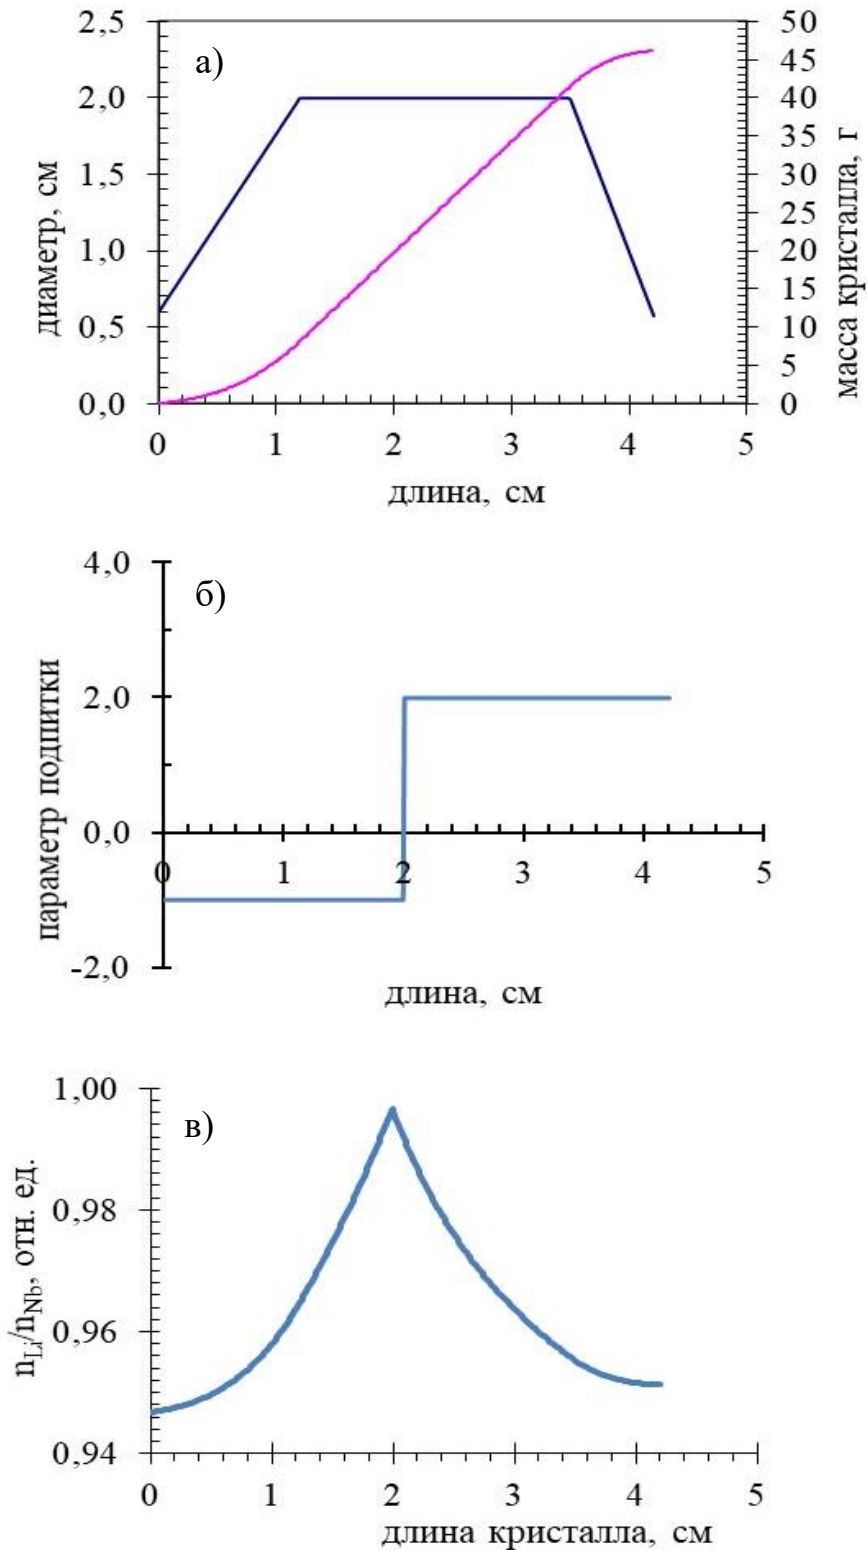 а)
2,5
2,0
1,5
1,0
0,5
0,0
диаметр, см
50
45
40
35
30
25
20
15
10
5
0
масса кристалла, г
0 1 2 3 4 5
длина, см
б)
4,0
2,0
0,0
-2,0
параметр подпитки
0 1 2 3 4 5
длина, см
в)
1,00
0,98
0,96
0,94
nLi/nNb, отн. ед.
0 1 2 3 4 5
длина кристалла, см